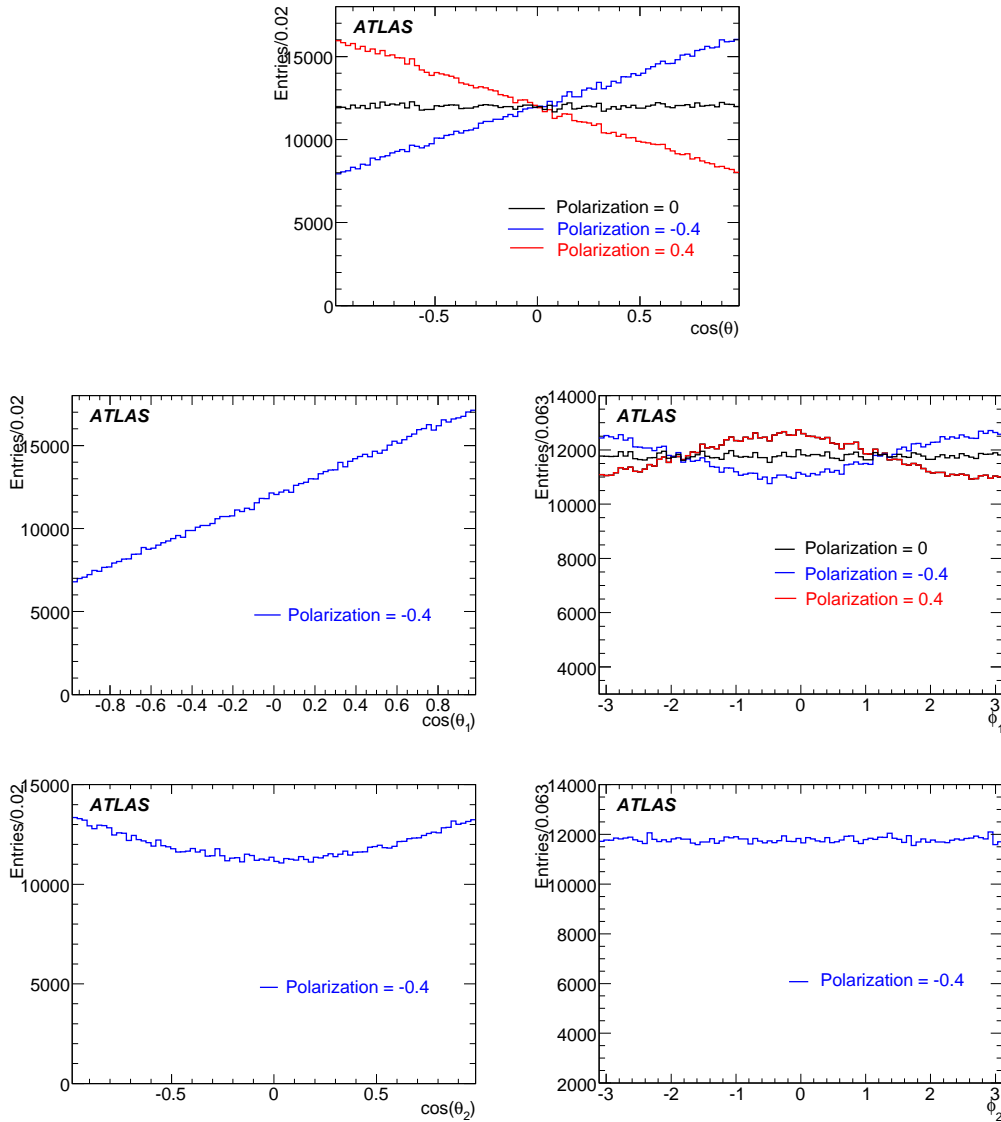 ATLAS
Entries/0.02
15000
10000
5000
0
Polarization = 0
Polarization = -0.4
Polarization = 0.4
-0.5 0 0.5
cos(θ)
ATLAS
Entries/0.02
15000
10000
5000
0
Polarization = -0.4
-0.8 -0.6 -0.4 -0.2 0 0.2 0.4 0.6 0.8
cos(θ1)
ATLAS
Entries/0.063
14000
12000
10000
8000
6000
4000
Polarization = 0
Polarization = -0.4
Polarization = 0.4
-3 -2 -1 0 1 2 3
ϕ1
ATLAS
Entries/0.02
15000
10000
5000
0
Polarization = -0.4
-0.5 0 0.5
cos(θ2)
ATLAS
Entries/0.063
14000
12000
10000
8000
6000
4000
2000
Polarization = -0.4
-3 -2 -1 0 1 2 3
ϕ2